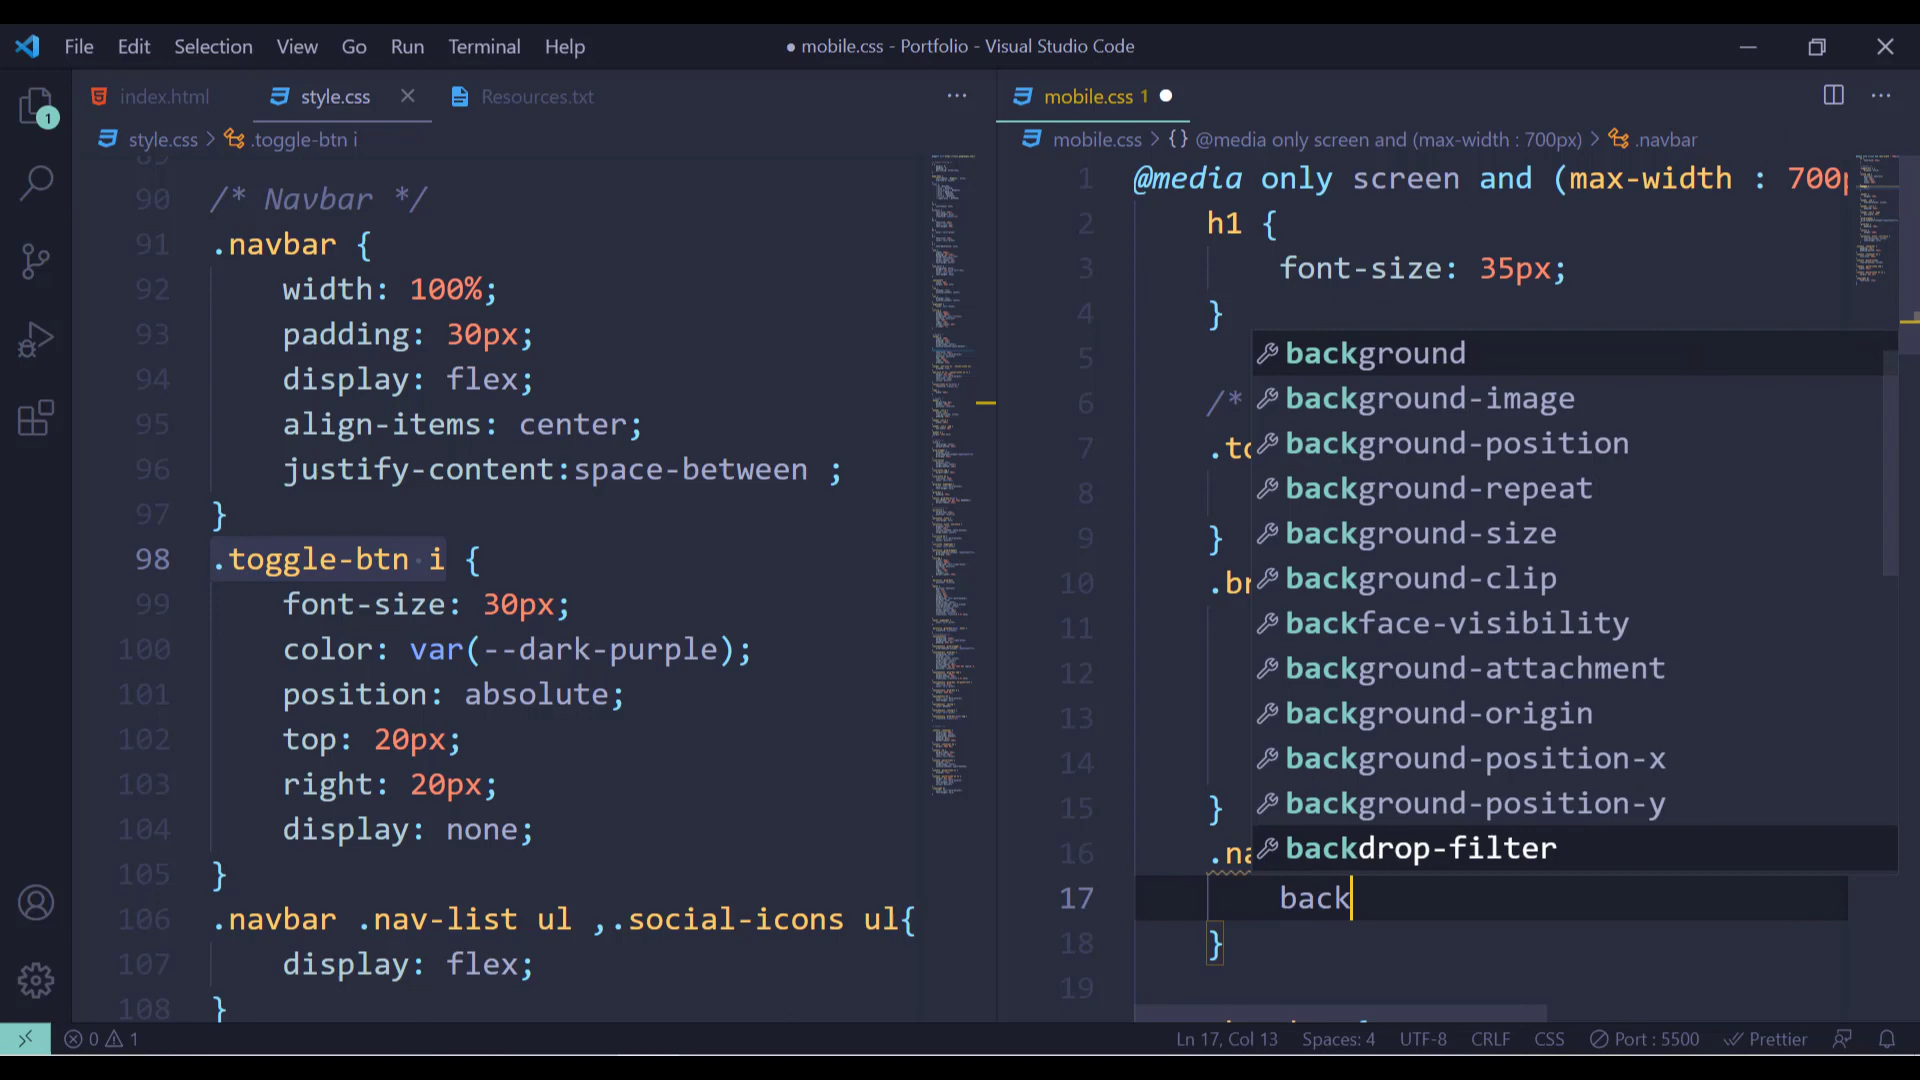 File Edit Selection View Go Run Terminal Help
● mobile.css - Portfolio - Visual Studio Code
1
index.html
style.css
Resources.txt
style.css > .toggle-btn i
90 /* Navbar */
91 .navbar {
92 width: 100%;
93 padding: 30px;
94 display: flex;
95 align-items: center;
96 justify-content:space-between ;
97 }
98 .toggle-btn i {
99 font-size: 30px;
100 color: var(--dark-purple);
101 position: absolute;
102 top: 20px;
103 right: 20px;
104 display: none;
105 }
106 .navbar .nav-list ul ,.social-icons ul{
107 display: flex;
108 }
mobile.css 1
mobile.css > {} @media only screen and (max-width : 700px) > .navbar
1 @media only screen and (max-width : 700p
2 h1 {
3 font-size: 35px;
4 }
5
6 /*
7 .to
8
9 }
10 .br
11
12
13
14
15 }
16 .na
17 back
18 }
19
background
background-image
background-position
background-repeat
background-size
background-clip
backface-visibility
background-attachment
background-origin
background-position-x
background-position-y
backdrop-filter
0 1
Ln 17, Col 13 Spaces: 4 UTF-8 CRLF CSS Port : 5500 Prettier